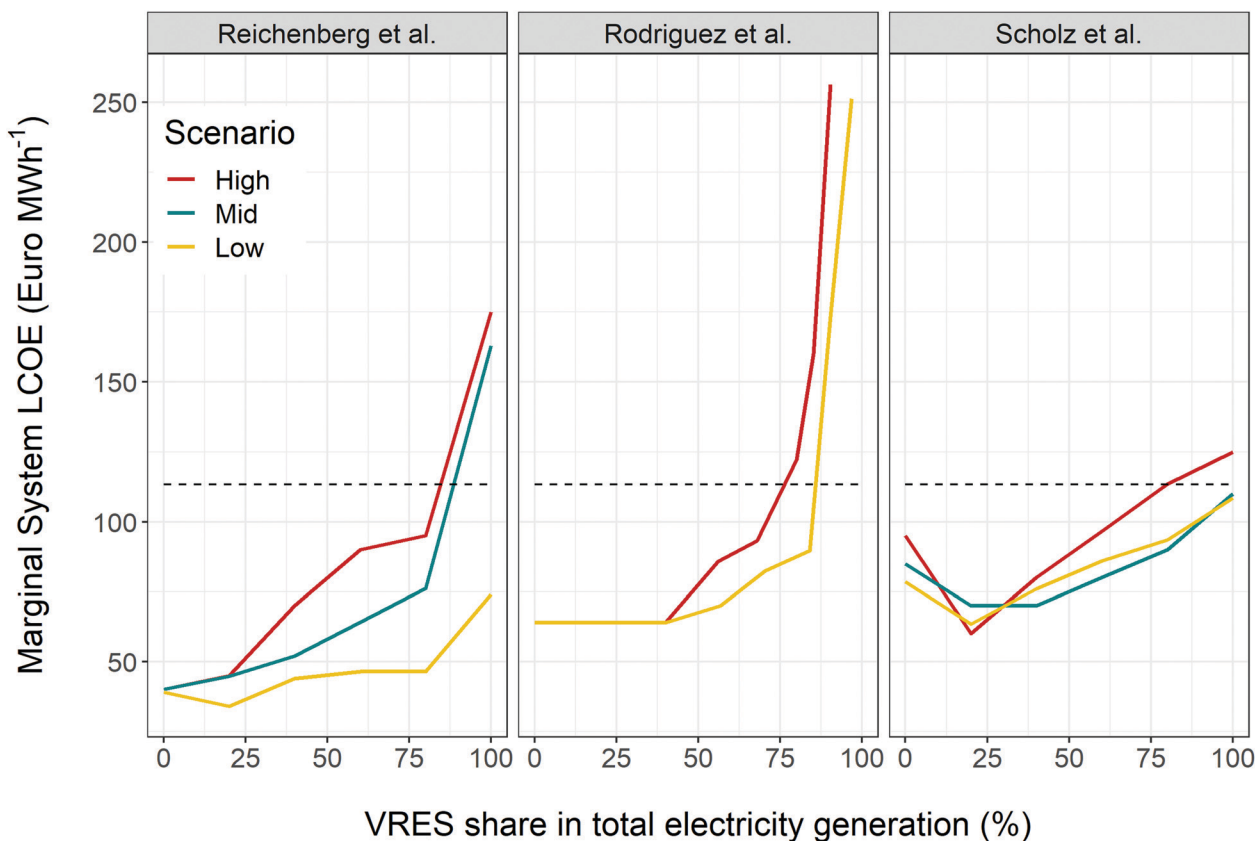 Reichenberg et al.
Rodriguez et al.
Scholz et al.
Marginal System LCOE (Euro MWh⁻¹)
250
200
150
100
50
Scenario
High
Mid
Low
0 25 50 75 100
0 25 50 75 100
0 25 50 75 100
VRES share in total electricity generation (%)